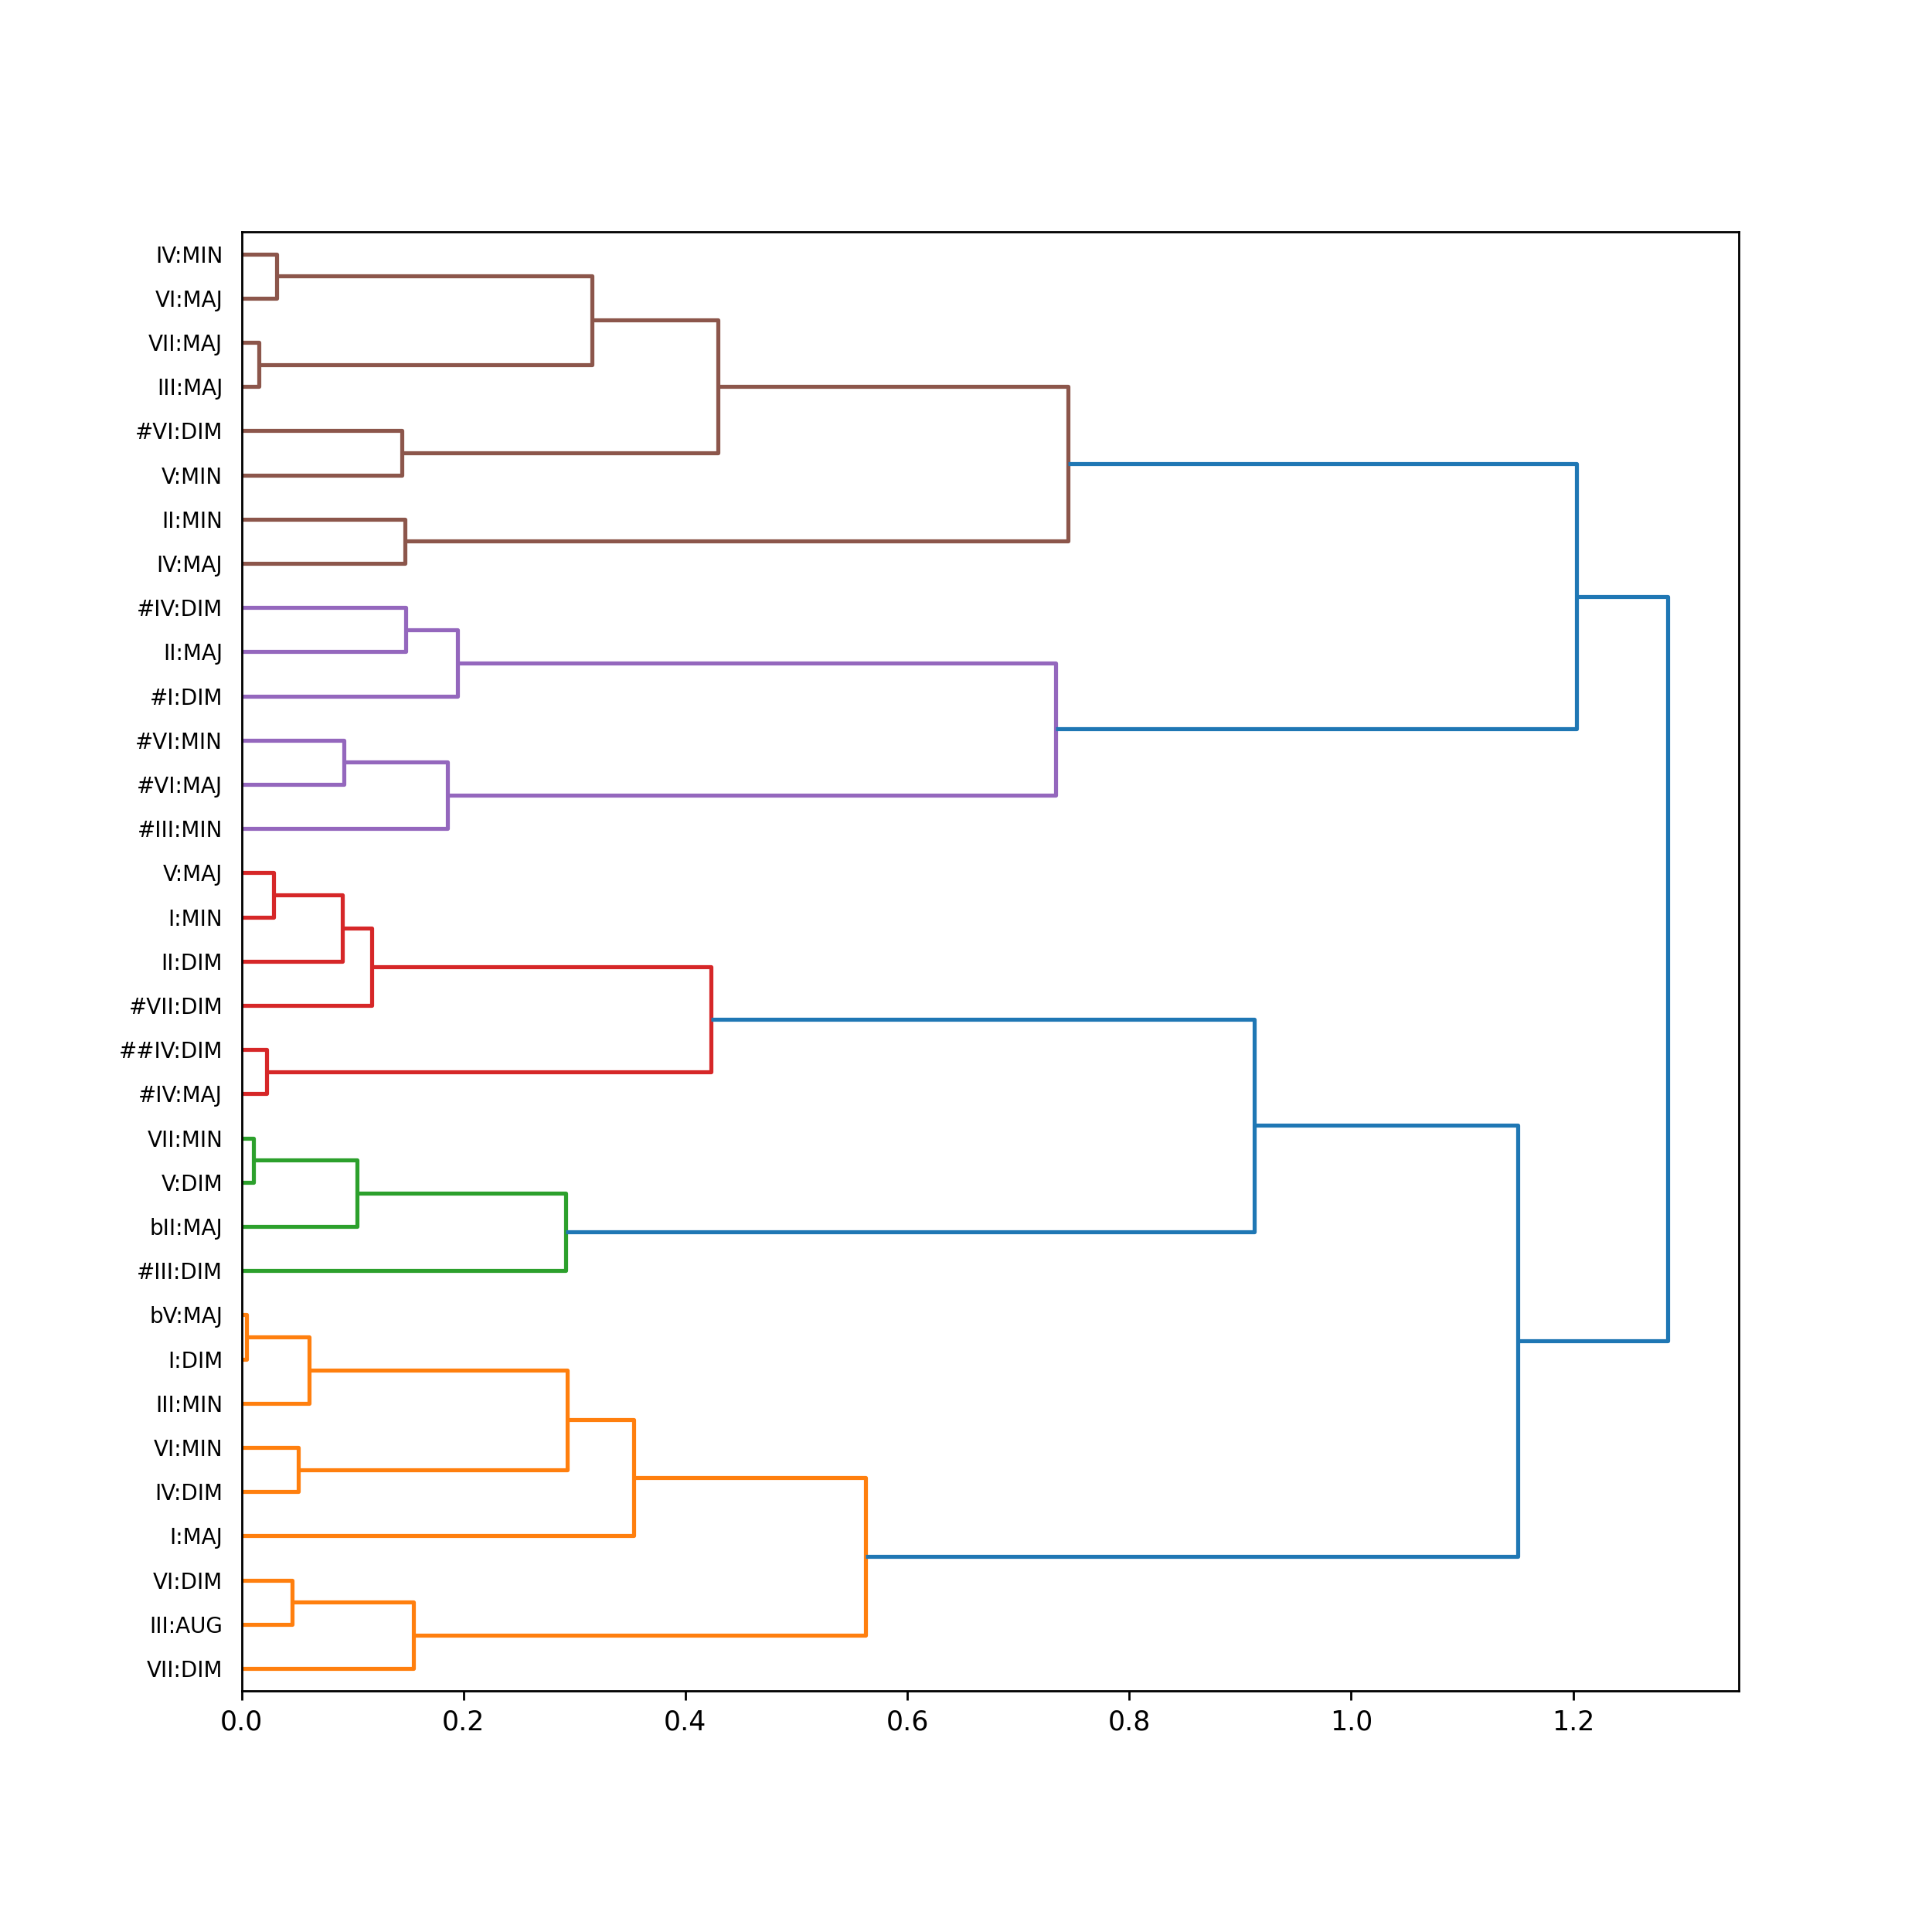 IV:MIN
VI:MAJ
VII:MAJ
III:MAJ
#VI:DIM
V:MIN
II:MIN
IV:MAJ
#IV:DIM
II:MAJ
#I:DIM
#VI:MIN
#VI:MAJ
#III:MIN
V:MAJ
I:MIN
II:DIM
#VII:DIM
##IV:DIM
#IV:MAJ
VII:MIN
V:DIM
bII:MAJ
#III:DIM
bV:MAJ
I:DIM
III:MIN
VI:MIN
IV:DIM
I:MAJ
VI:DIM
III:AUG
VII:DIM
0.0 0.2 0.4 0.6 0.8 1.0 1.2